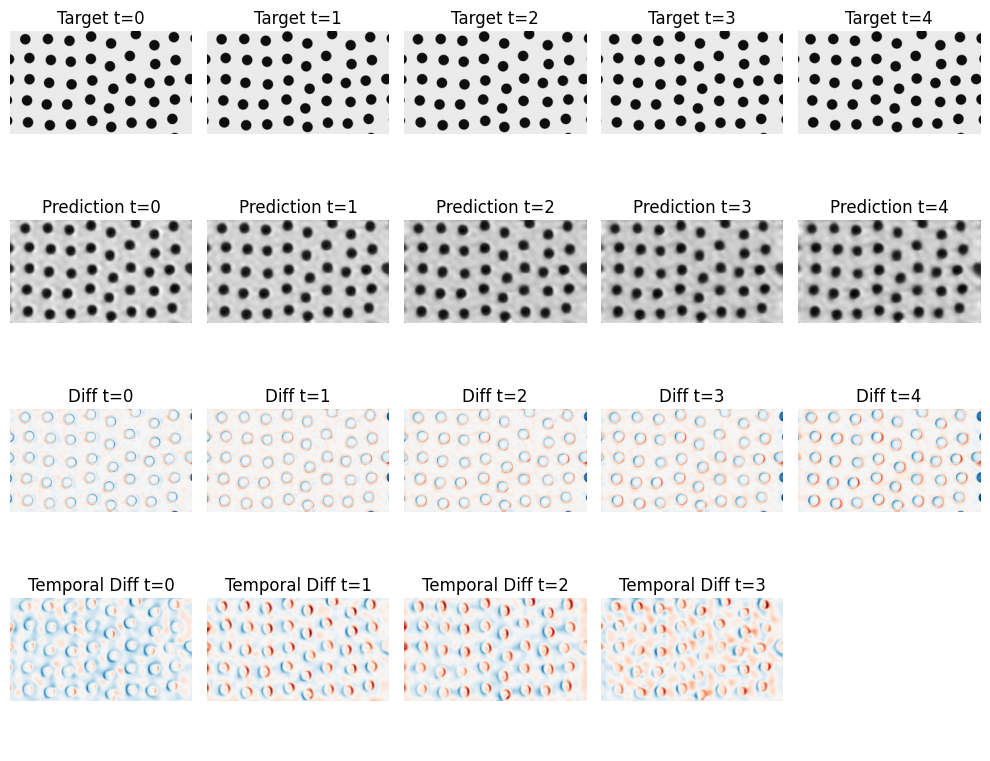 Target t=0 Target t=1 Target t=2 Target t=3 Target t=4
Prediction t=0 Prediction t=1 Prediction t=2 Prediction t=3 Prediction t=4
Diff t=0 Diff t=1 Diff t=2 Diff t=3 Diff t=4
Temporal Diff t=0 Temporal Diff t=1 Temporal Diff t=2 Temporal Diff t=3